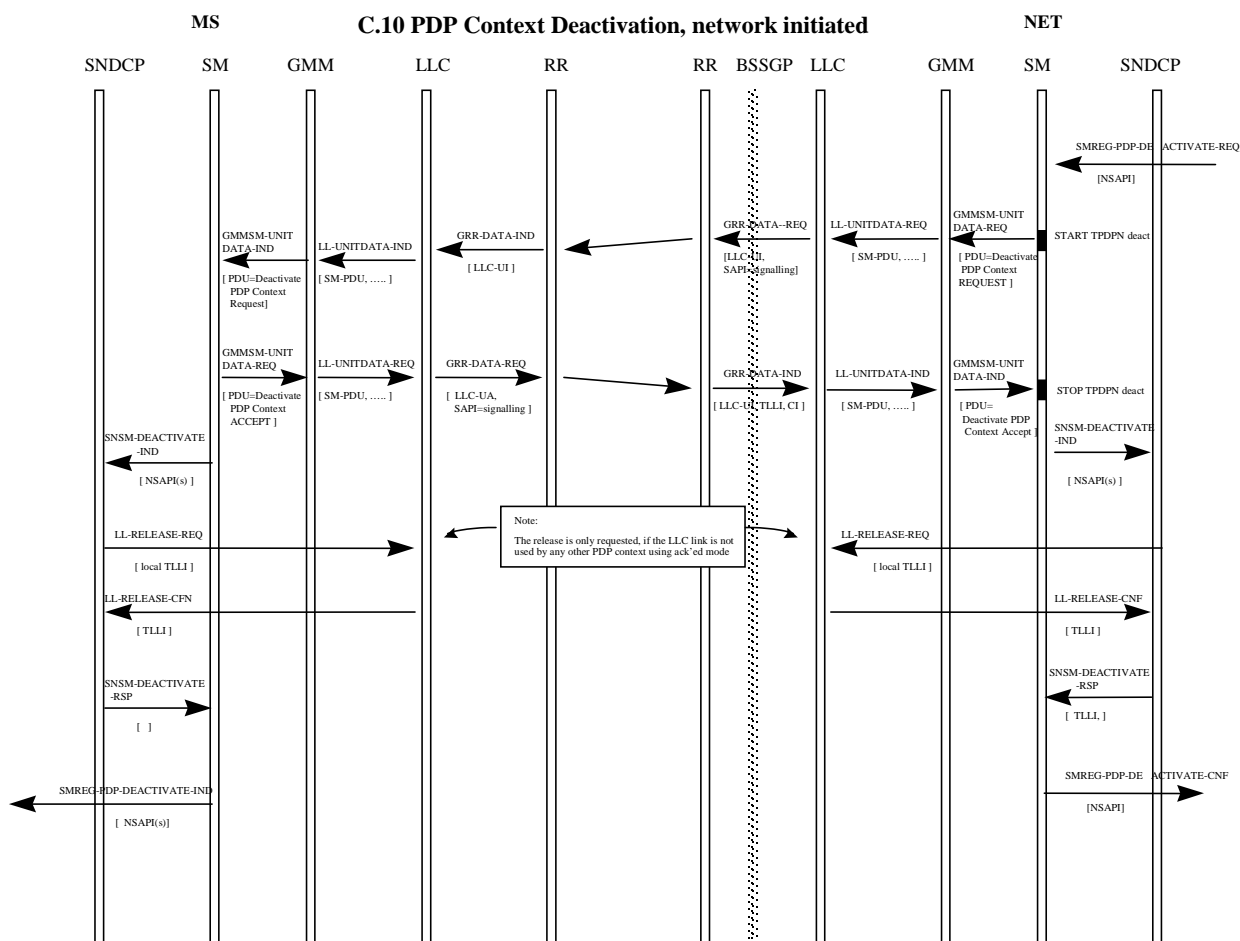 MS
C.10 PDP Context Deactivation, network initiated
NET
SNDCP SM GMM LLC RR RR BSSGP LLC GMM SM SNDCP
SMREG-PDP-DE ACTIVATE-REQ
[NSAPI]
GMMSM-UNIT
DATA-IND
[ PDU=Deactivate
PDP Context
Request]
LL-UNITDATA-IND
[ SM-PDU, ….. ]
GRR-DATA-IND
[ LLC-UI ]
GRR-DATA--REQ
[LLC-UI,
SAPI=signalling]
LL-UNITDATA-REQ
[ SM-PDU, ….. ]
GMMSM-UNIT
DATA-REQ
[ PDU=Deactivate
PDP Context
REQUEST ]
START TPDPN deact
GMMSM-UNIT
DATA-REQ
[ PDU=Deactivate
PDP Context
ACCEPT ]
LL-UNITDATA-REQ
[ SM-PDU, ….. ]
GRR-DATA-REQ
[ LLC-UA,
SAPI=signalling ]
GRR-DATA-IND
[ LLC-UI, TLLI, CI ]
LL-UNITDATA-IND
[ SM-PDU, ….. ]
GMMSM-UNIT
DATA-IND
[ PDU=
Deactivate PDP
Context Accept ]
STOP TPDPN deact
SNSM-DEACTIVATE
-IND
[ NSAPI(s) ]
SNSM-DEACTIVATE
-IND
[ NSAPI(s) ]
Note:
The release is only requested, if the LLC link is not
used by any other PDP context using ack'ed mode
LL-RELEASE-REQ
[ local TLLI ]
LL-RELEASE-REQ
[ local TLLI ]
LL-RELEASE-CFN
[ TLLI ]
LL-RELEASE-CNF
[ TLLI ]
SNSM-DEACTIVATE
-RSP
[ ]
SNSM-DEACTIVATE
-RSP
[ TLLI, ]
SMREG-PDP-DEACTIVATE-IND
[ NSAPI(s)]
SMREG-PDP-DE ACTIVATE-CNF
[NSAPI]